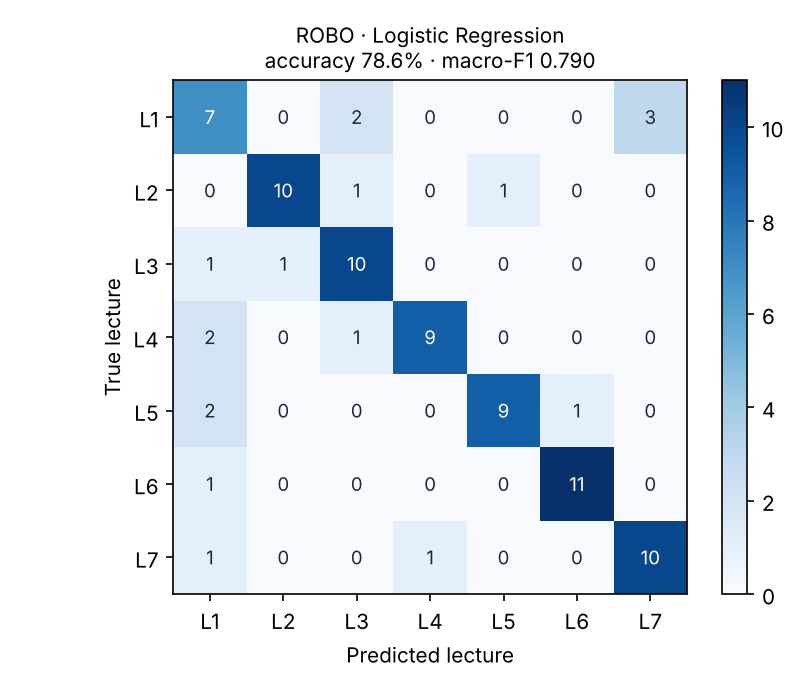 ROBO · Logistic Regression
accuracy 78.6% · macro-F1 0.790
L1 7 0 2 0 0 0 3
L2 0 10 1 0 1 0 0
L3 1 1 10 0 0 0 0
L4 2 0 1 9 0 0 0
L5 2 0 0 0 9 1 0
L6 1 0 0 0 0 11 0
L7 1 0 0 1 0 0 10
L1 L2 L3 L4 L5 L6 L7
Predicted lecture
True lecture
10
8
6
4
2
0